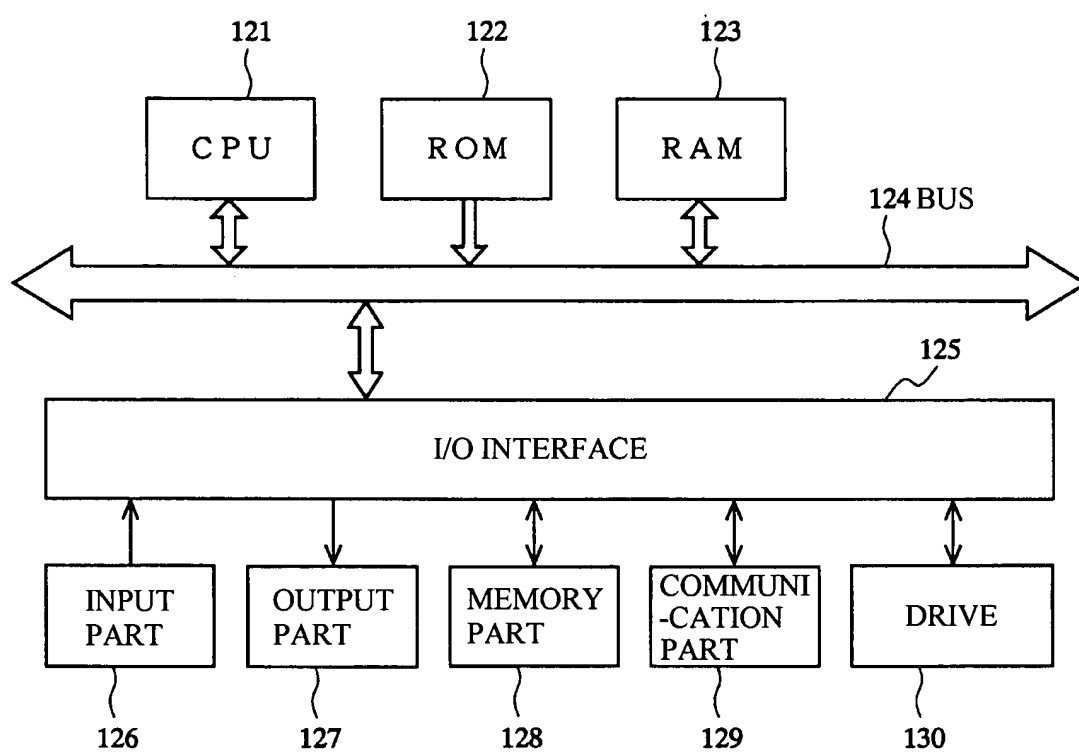 121
122
123
CPU
ROM
RAM
124 BUS
125
I/O INTERFACE
INPUT
PART
OUTPUT
PART
MEMORY
PART
COMMUNI
-CATION
PART
DRIVE
126
127
128
129
130